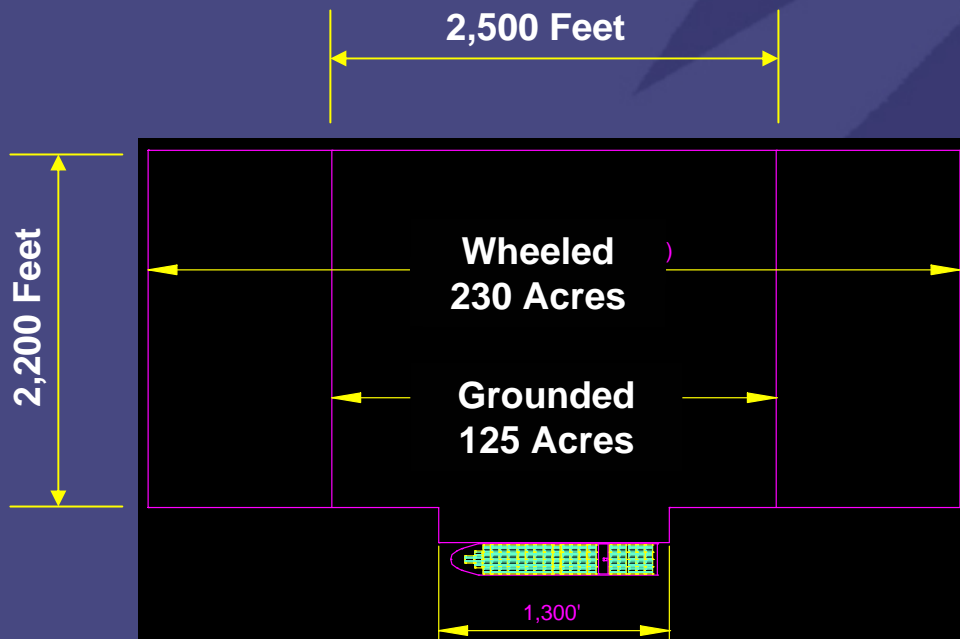 2,500 Feet
2,200 Feet
Wheeled
)
230 Acres
Grounded
125 Acres
1,300'